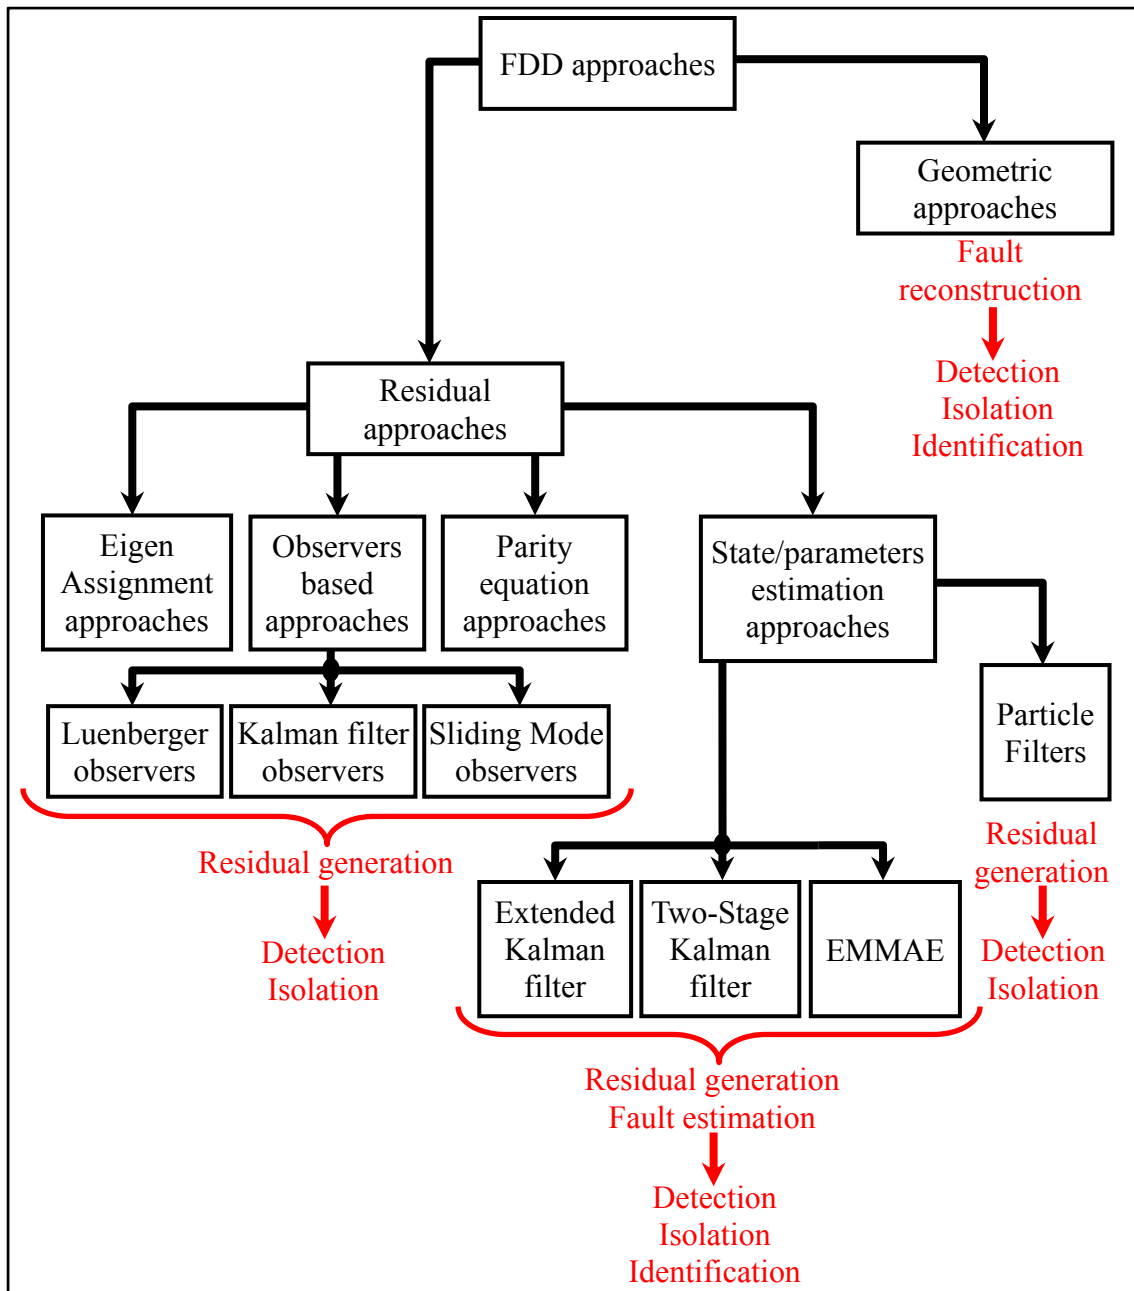 FDD approaches
Geometric
approaches
Fault
reconstruction
Detection
Isolation
Identification
Residual
approaches
Eigen
Assignment
approaches
Observers
based
approaches
Parity
equation
approaches
State/parameters
estimation
approaches
Luenberger
observers
Kalman filter
observers
Sliding Mode
observers
Particle
Filters
Residual generation
Detection
Isolation
Residual
generation
Detection
Isolation
Extended
Kalman
filter
Two-Stage
Kalman
filter
EMMAE
Residual generation
Fault estimation
Detection
Isolation
Identification